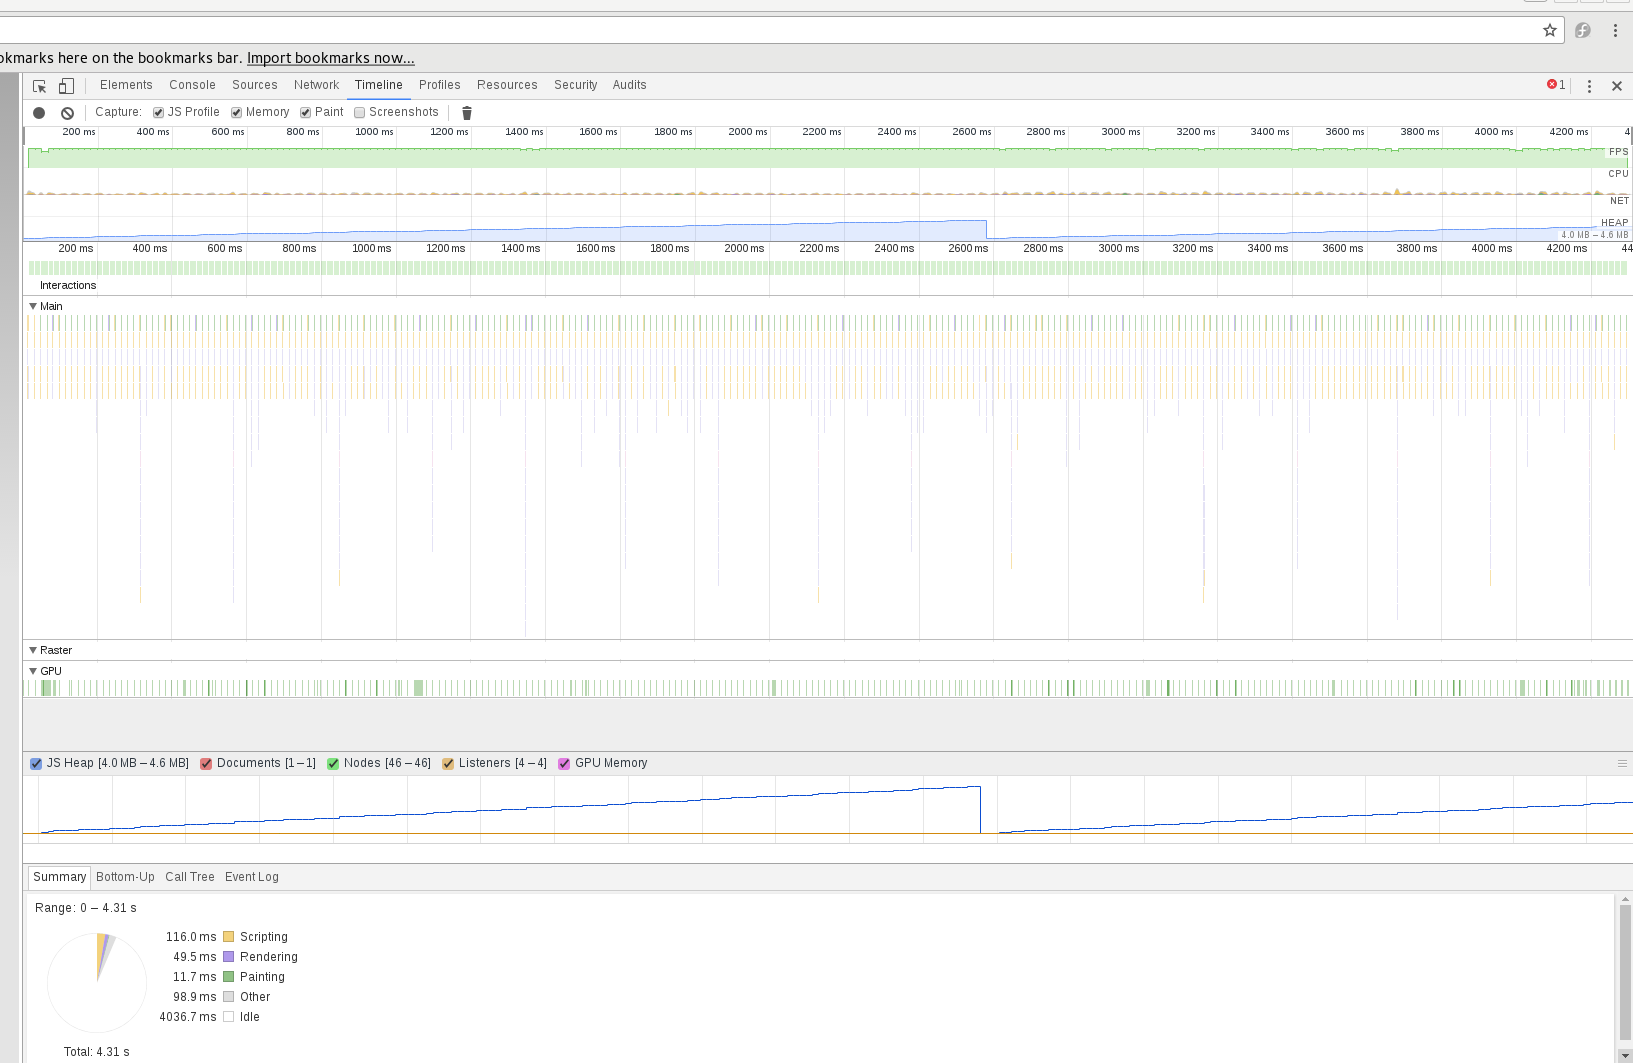 okmarks here on the bookmarks bar. Import bookmarks now...
Elements Console Sources Network Timeline Profiles Resources Security Audits 1
Capture: JS Profile Memory Paint Screenshots
200 ms 400 ms 600 ms 800 ms 1000 ms 1200 ms 1400 ms 1600 ms 1800 ms 2000 ms 2200 ms 2400 ms 2600 ms 2800 ms 3000 ms 3200 ms 3400 ms 3600 ms 3800 ms 4000 ms 4200 ms 4
FPS
CPU
NET
HEAP
4.0 MB – 4.6 MB
200 ms 400 ms 600 ms 800 ms 1000 ms 1200 ms 1400 ms 1600 ms 1800 ms 2000 ms 2200 ms 2400 ms 2600 ms 2800 ms 3000 ms 3200 ms 3400 ms 3600 ms 3800 ms 4000 ms 4200 ms 44
Interactions
Main
Raster
GPU
JS Heap [4.0 MB – 4.6 MB] Documents [1 – 1] Nodes [46 – 46] Listeners [4 – 4] GPU Memory
Summary Bottom-Up Call Tree Event Log
Range: 0 – 4.31 s
116.0 ms Scripting
49.5 ms Rendering
11.7 ms Painting
98.9 ms Other
4036.7 ms Idle
Total: 4.31 s